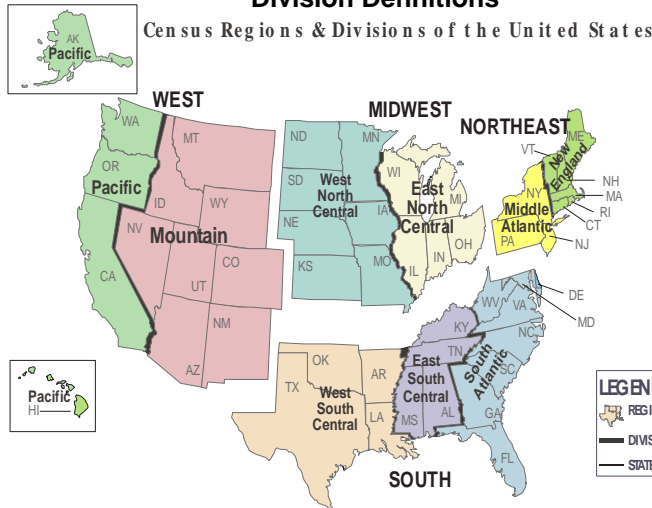 Division Definitions
Census Regions & Divisions of the United States
AK
Pacific
WEST
MIDWEST
NORTHEAST
WA
MT
ND
MN
VT
ME
New
England
OR
Pacific
ID
WY
SD
West
North
Central
WI
East
North
Central
MI
NY
NH
MA
RI
CT
Middle
Atlantic
NV
Mountain
NE
IA
PA
NJ
CA
UT
CO
KS
MO
IL
IN
OH
DE
MD
WV
VA
AZ
NM
KY
NC
TN
South
Atlantic
SC
OK
AR
East
South
Central
TX
West
South
Central
LA
MS
AL
GA
FL
Pacific
HI
SOUTH
LEGEN
REGI
DIVIS
STATE